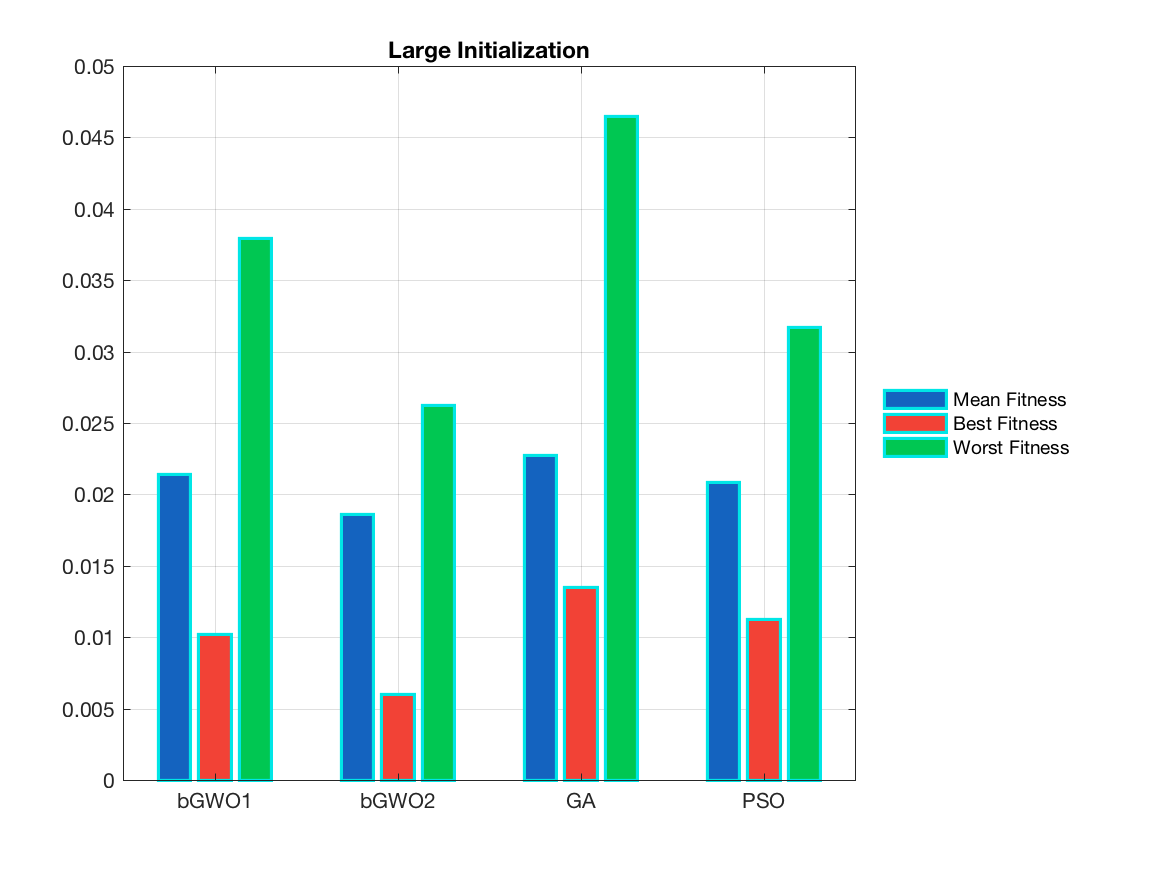 Large Initialization
0.05
0.045
0.04
0.035
0.03
0.025
0.02
0.015
0.01
0.005
0
bGWO1 bGWO2 GA PSO
Mean Fitness
Best Fitness
Worst Fitness